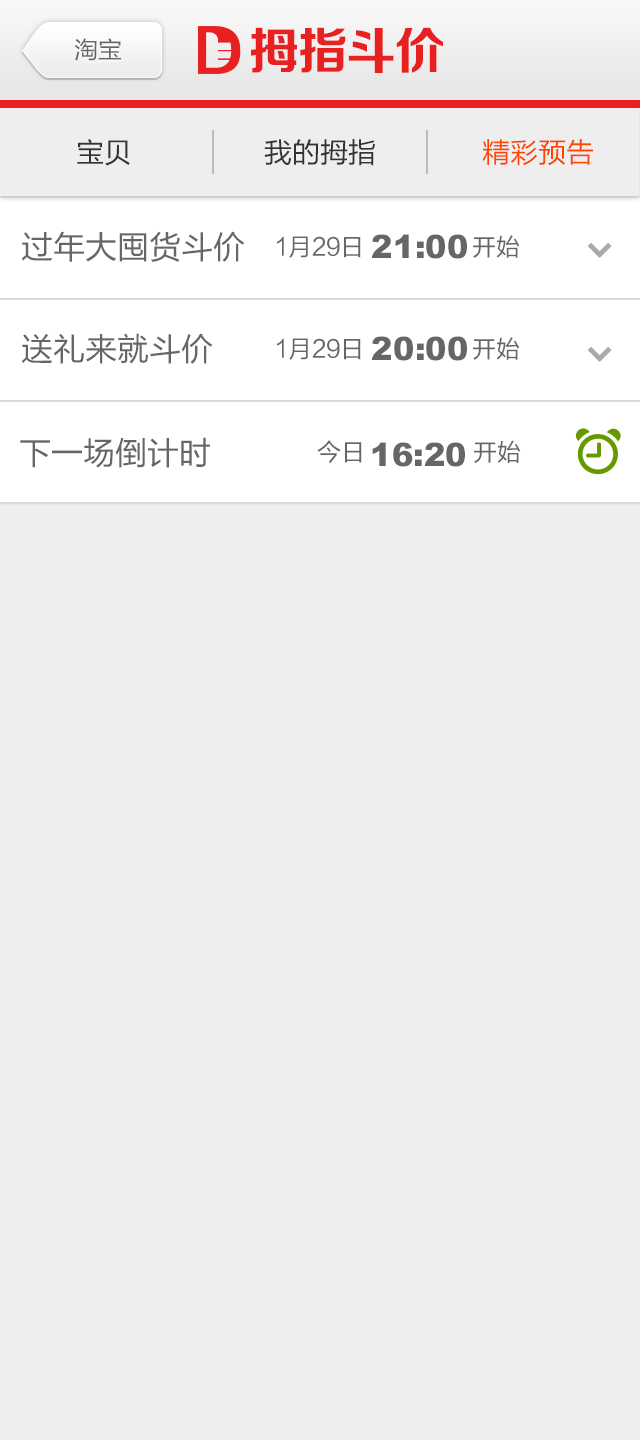 淘宝 拇指斗价
宝贝 我的拇指 精彩预告
过年大囤货斗价 1月29日 21:00 开始
送礼来就斗价 1月29日 20:00 开始
下一场倒计时 今日 16:20 开始